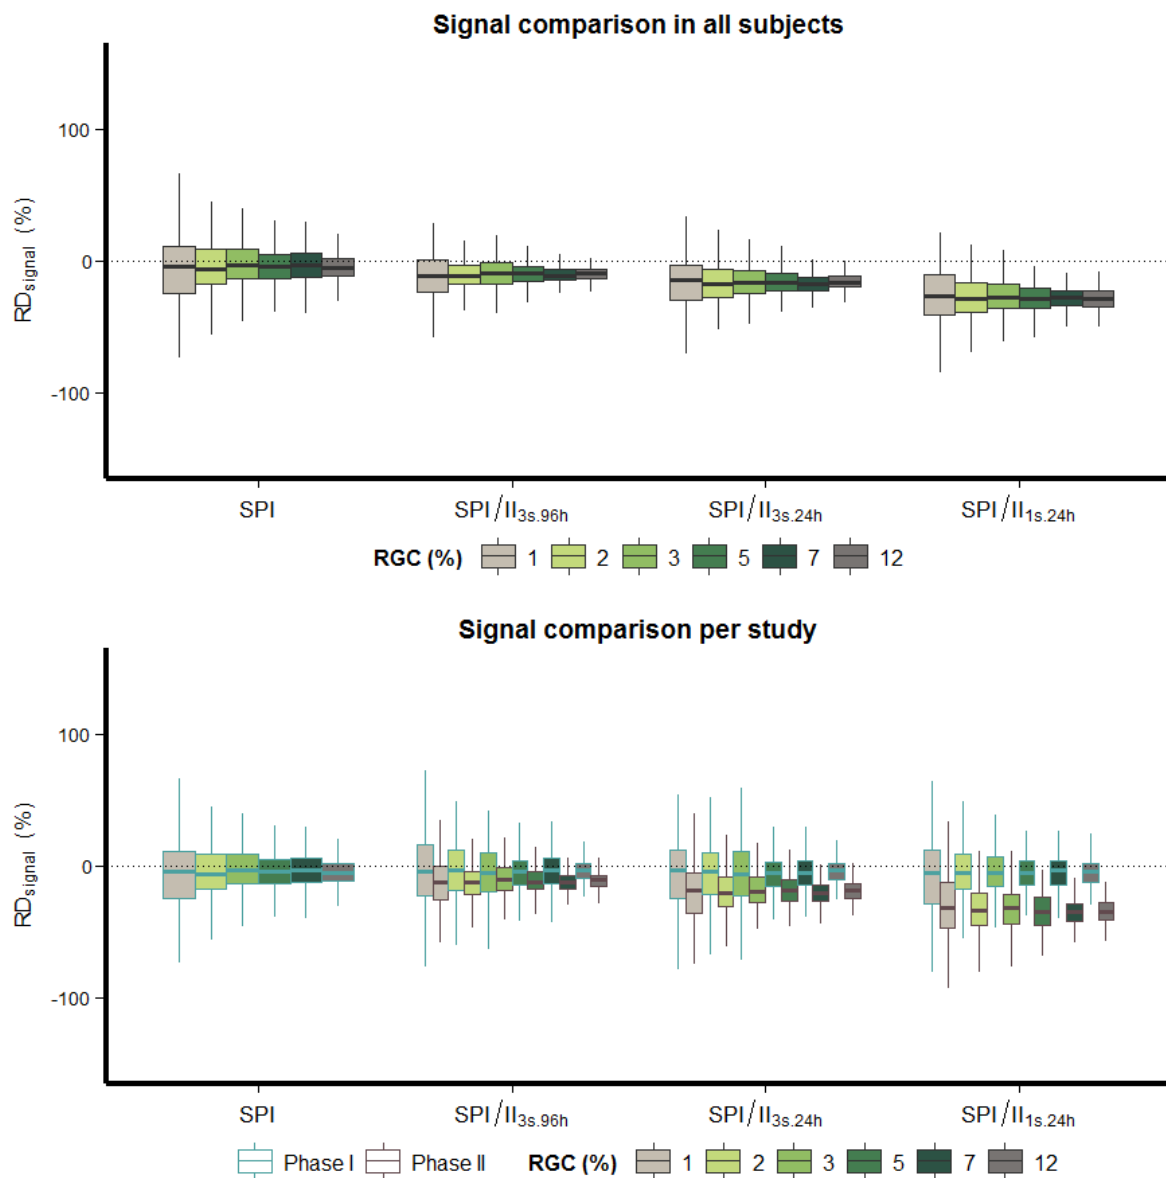 Signal comparison in all subjects
100
0
-100
RDsignal (%)
SPI SPI/II3s.96h SPI/II3s.24h SPI/II1s.24h
RGC (%) 1 2 3 5 7 12
Signal comparison per study
100
0
-100
RDsignal (%)
SPI SPI/II3s.96h SPI/II3s.24h SPI/II1s.24h
Phase I Phase II RGC (%) 1 2 3 5 7 12